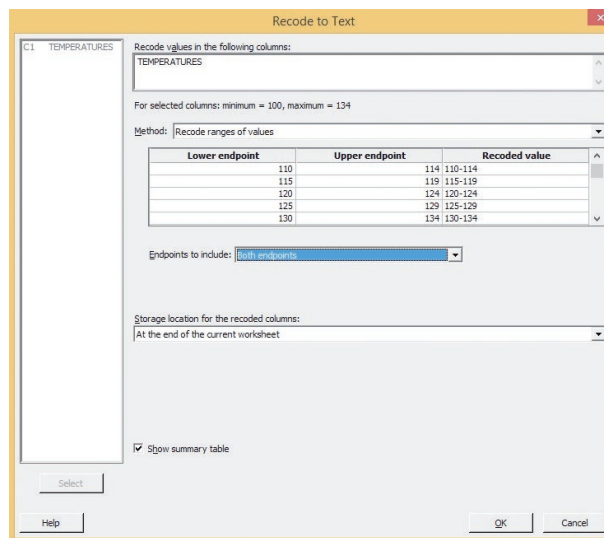 Recode to Text
C1 TEMPERATURES
Recode values in the following columns:
TEMPERATURES
For selected columns: minimum = 100, maximum = 134
Method: Recode ranges of values
Lower endpoint Upper endpoint Recoded value
110 114 110-114
115 119 115-119
120 124 120-124
125 129 125-129
130 134 130-134
Endpoints to include: Both endpoints
Storage location for the recoded columns:
At the end of the current worksheet
Show summary table
Select
Help OK Cancel